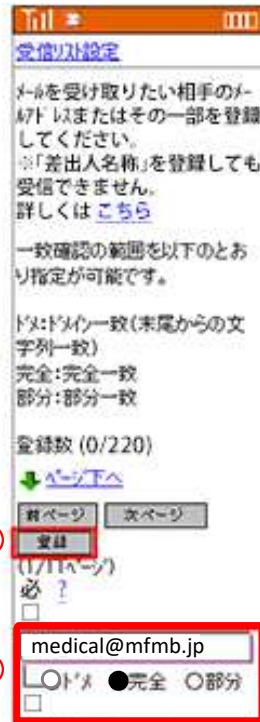 受信リスト設定
ﾒｰﾙを受け取りたい相手のﾒｰ
ﾙｱﾄﾞﾚｽまたはその一部を登録
してください。
※「差出人名称」を登録しても
受信できません。
詳しくは こちら
一致確認の範囲を以下のとお
り指定が可能です。
ﾄﾞﾒ:ﾄﾞﾒｲﾝ一致(末尾からの文
字列一致)
完全:完全一致
部分:部分一致
登録数 (0/220)
ﾍﾟｰｼﾞ下へ
前ページ 次ページ
登録
(1/11ﾍﾟｰｼﾞ)
必 ?
medical@mfmb.jp
○ﾄﾞﾒ ●完全 ○部分